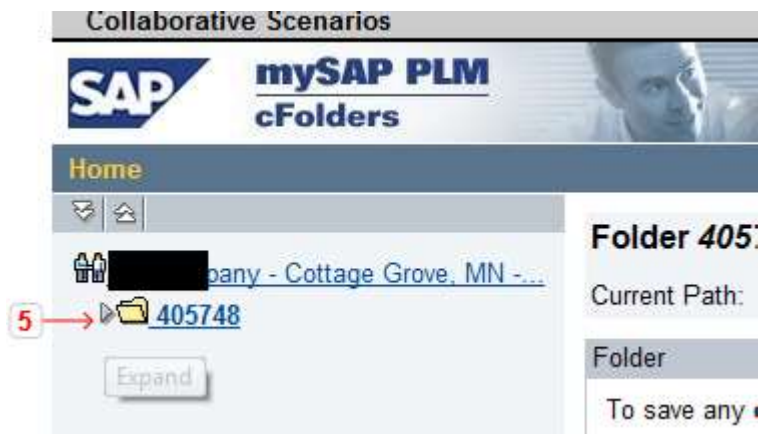 Collaborative Scenarios
SAP
mySAP PLM
cFolders
Home
pany - Cottage Grove, MN -...
Folder 405
Current Path:
5
405748
Expand
Folder
To save any